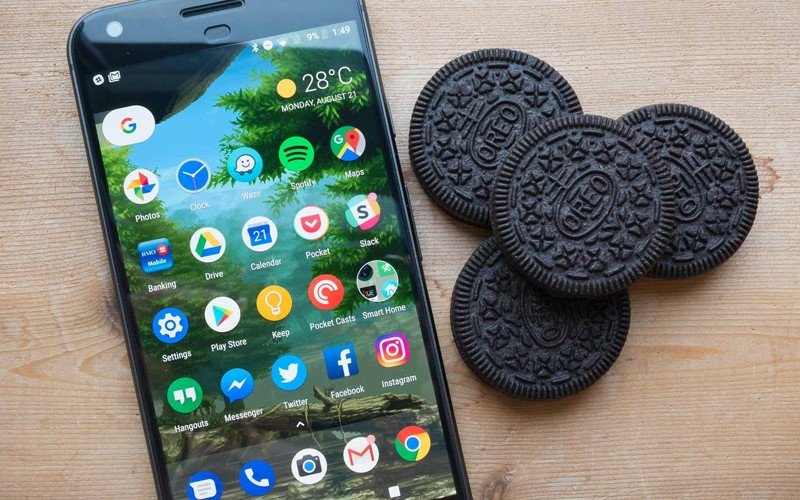 9% 1:49
28°C
MONDAY, AUGUST 21
G
Photos
Clock
Waze
Spotify
Maps
BMO
Mobile
Banking
Drive
21
Calendar
Pocket
S
Slack
Settings
Play Store
Keep
Pocket Casts
Smart Home
Hangouts
Messenger
Twitter
f
Facebook
Instagram
M
OREO
OREO
OREO